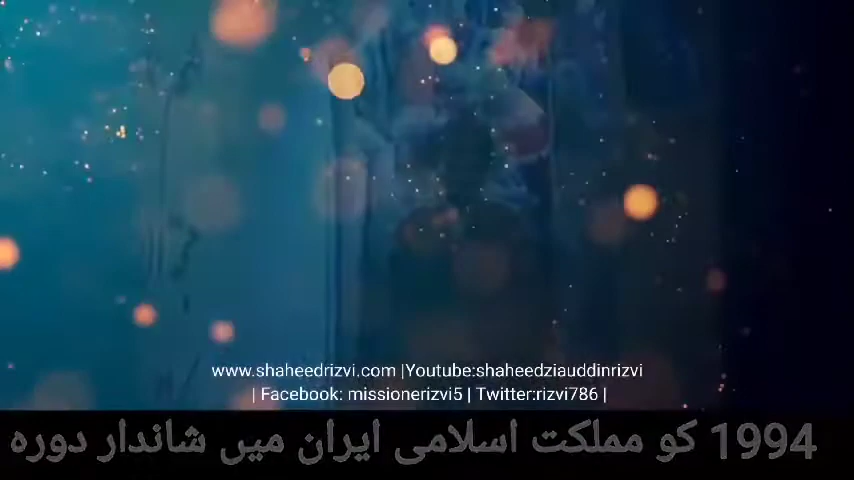 www.shaheedrizvi.com |Youtube:shaheedziauddinrizvi
| Facebook: missionerizvi5 | Twitter:rizvi786 |
1994 کو مملکت اسلامی ایران میں شاندار دورہ